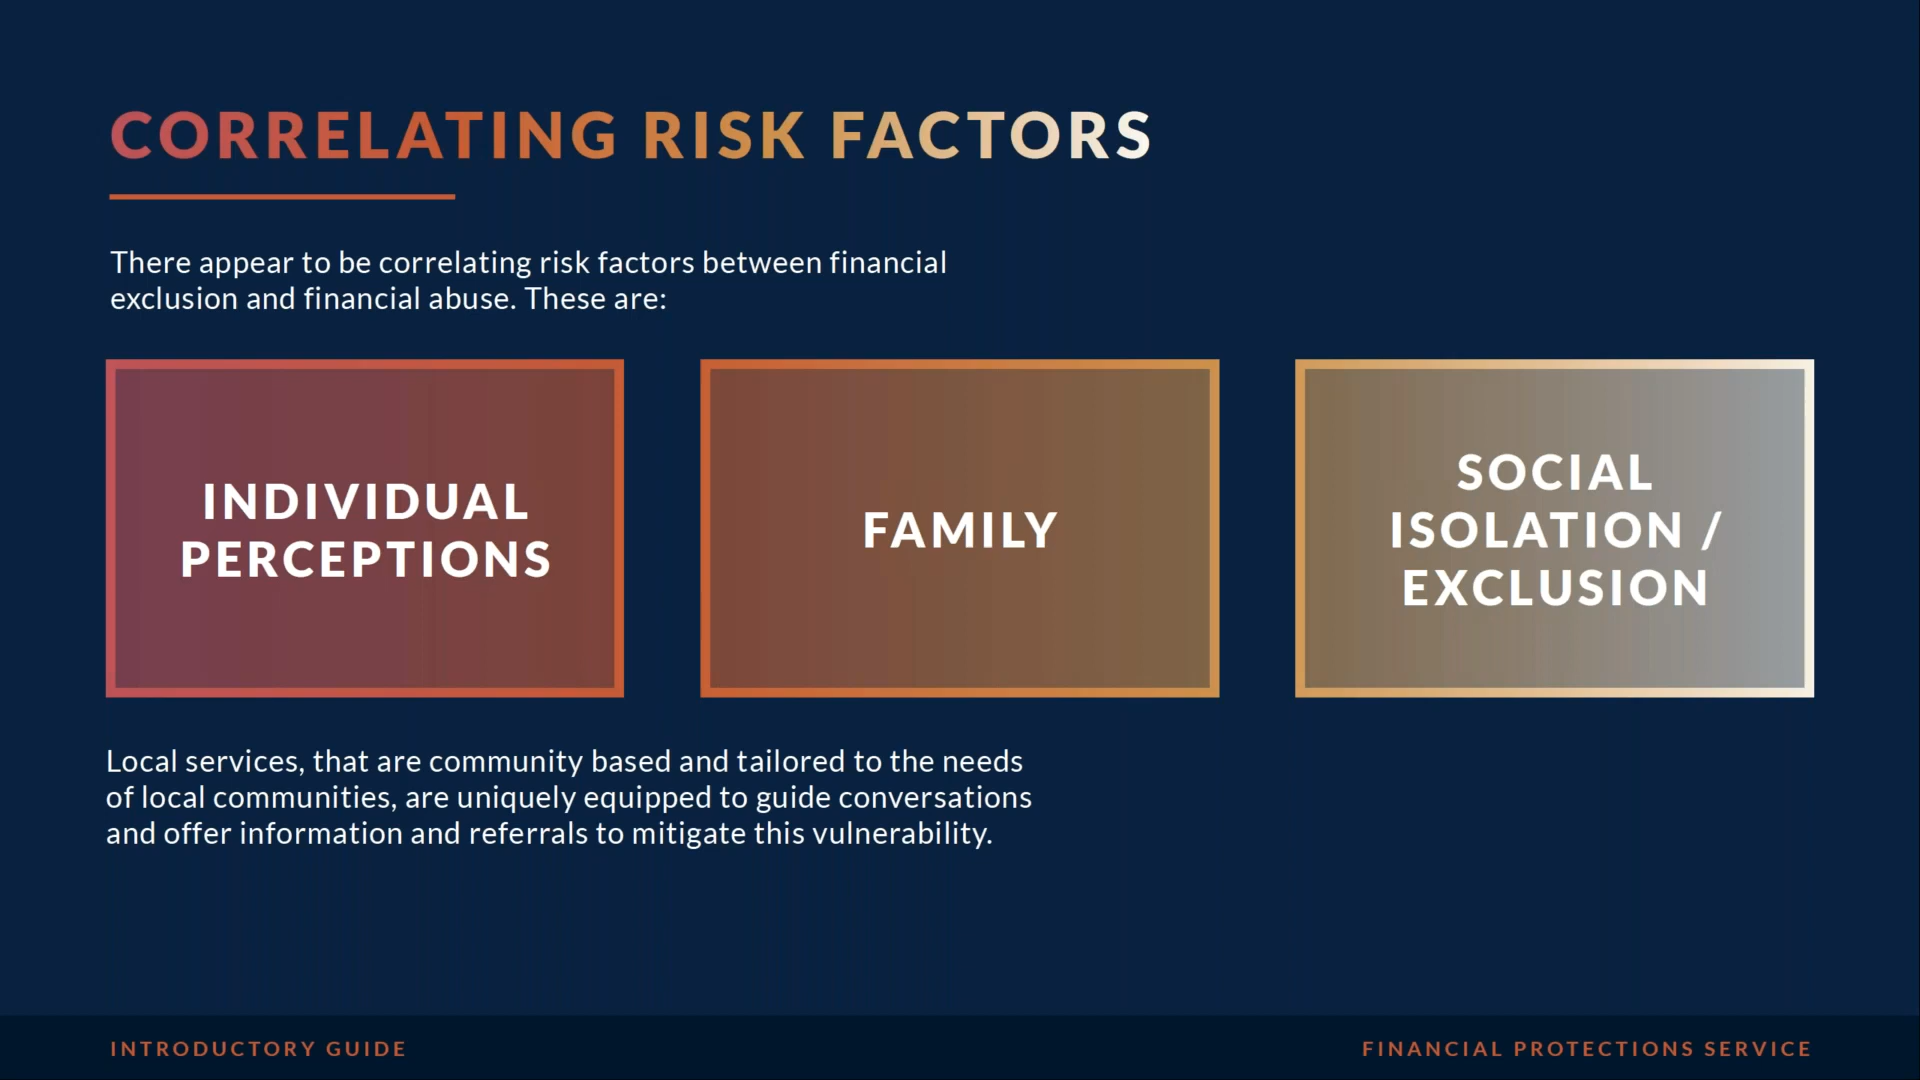 CORRELATING RISK FACTORS
There appear to be correlating risk factors between financial
exclusion and financial abuse. These are:
INDIVIDUAL
PERCEPTIONS
FAMILY
SOCIAL
ISOLATION /
EXCLUSION
Local services, that are community based and tailored to the needs
of local communities, are uniquely equipped to guide conversations
and offer information and referrals to mitigate this vulnerability.
INTRODUCTORY GUIDE
FINANCIAL PROTECTIONS SERVICE